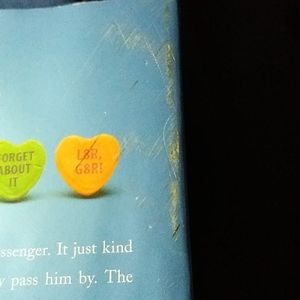 FORGET
ABOUT
IT
L8R,
G8R!
ssenger. It just kind
pass him by. The